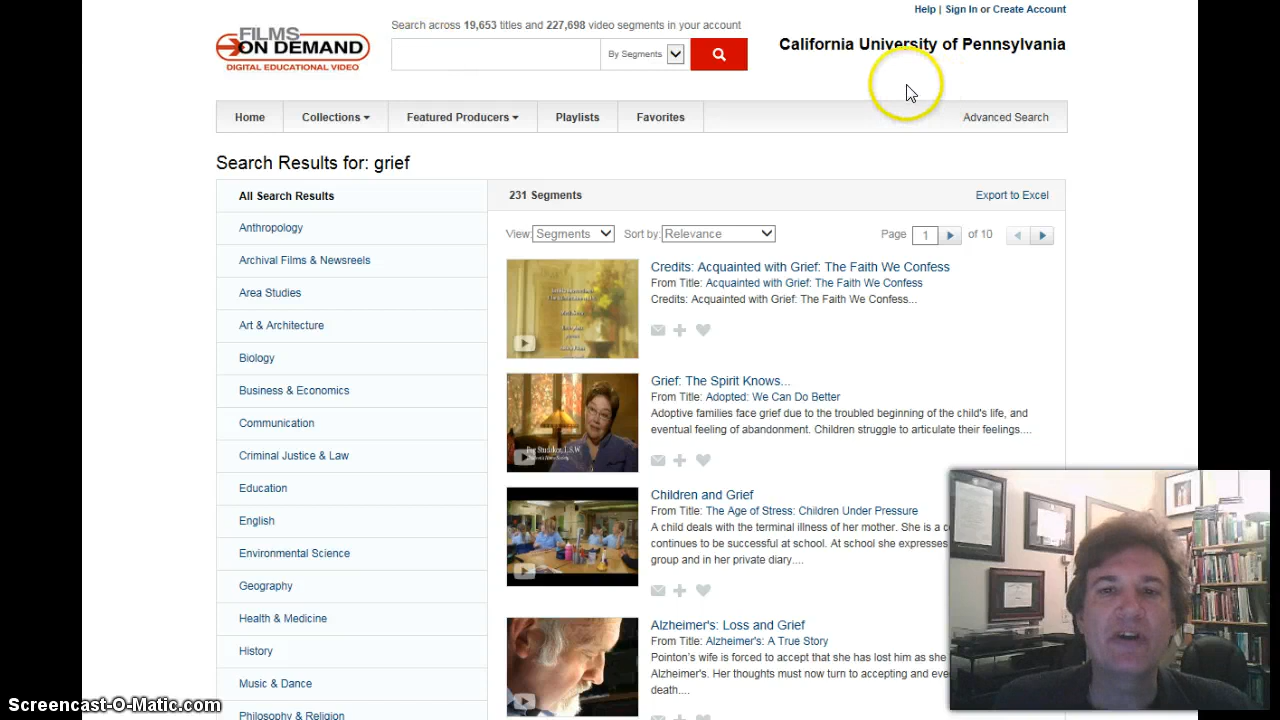 Help | Sign In or Create Account
Search across 19,653 titles and 227,698 video segments in your account
FILMS
ON DEMAND
DIGITAL EDUCATIONAL VIDEO
By Segments
California University of Pennsylvania
Home
Collections
Featured Producers
Playlists
Favorites
Advanced Search
Search Results for: grief
All Search Results
Anthropology
Archival Films & Newsreels
Area Studies
Art & Architecture
Biology
Business & Economics
Communication
Criminal Justice & Law
Education
English
Environmental Science
Geography
Health & Medicine
History
Music & Dance
Philosophy & Religion
231 Segments
Export to Excel
View: Segments Sort by: Relevance
Page 1 of 10
Credits: Acquainted with Grief: The Faith We Confess
From Title: Acquainted with Grief: The Faith We Confess
Credits: Acquainted with Grief: The Faith We Confess...
Grief: The Spirit Knows...
From Title: Adopted: We Can Do Better
Adoptive families face grief due to the troubled beginning of the child's life, and
eventual feeling of abandonment. Children struggle to articulate their feelings....
Children and Grief
From Title: The Age of Stress: Children Under Pressure
A child deals with the terminal illness of her mother. She is a c
continues to be successful at school. At school she expresses
group and in her private diary....
Alzheimer's: Loss and Grief
From Title: Alzheimer's: A True Story
Pointon's wife is forced to accept that she has lost him as she
Alzheimer's. Her thoughts must now turn to accepting and eve
death....
Screencast-O-Matic.com